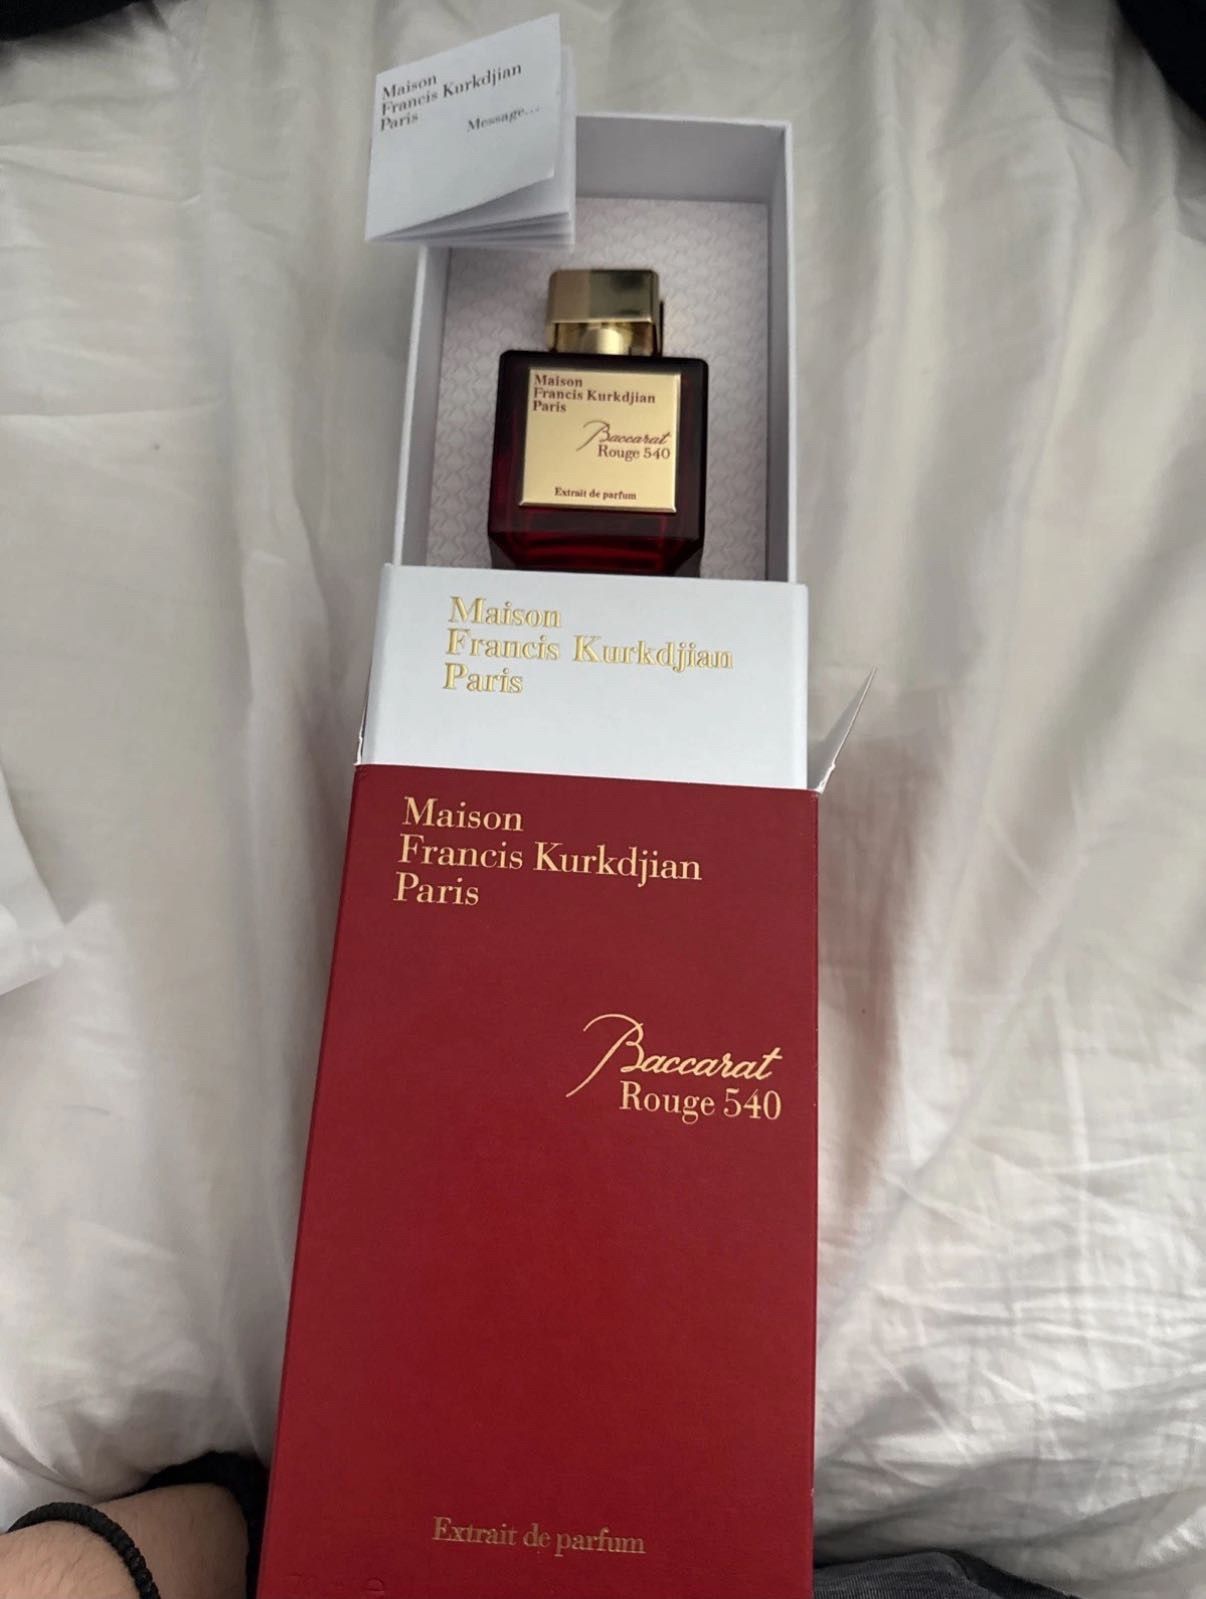 Maison
Francis Kurkdjian
Paris
Message...
Maison
Francis Kurkdjian
Paris
Baccarat
Rouge 540
Extrait de parfum
Maison
Francis Kurkdjian
Paris
Maison
Francis Kurkdjian
Paris
Baccarat
Rouge 540
Extrait de parfum